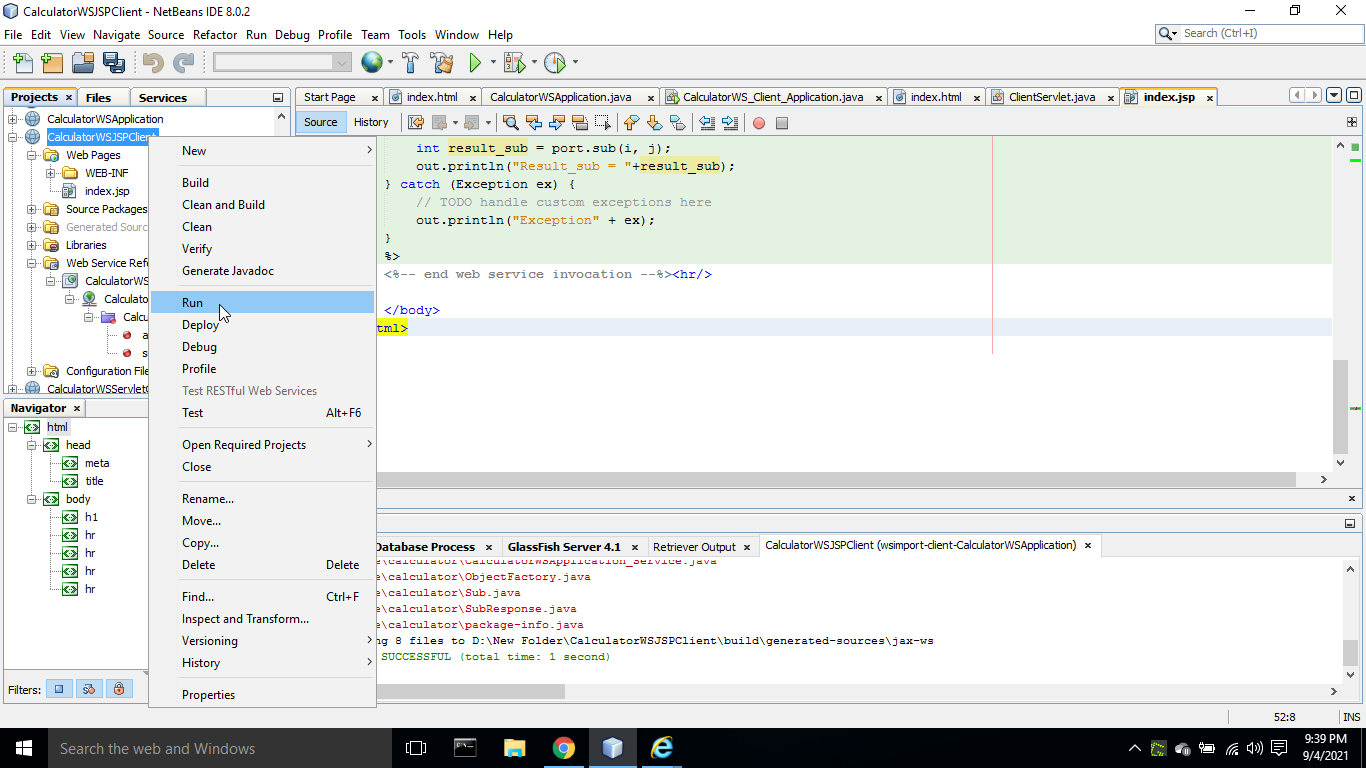 CalculatorWSJSPClient - NetBeans IDE 8.0.2
File Edit View Navigate Source Refactor Run Debug Profile Team Tools Window Help
Search (Ctrl+I)
Projects Files Services
Start Page index.html CalculatorWSApplication.java CalculatorWS_Client_Application.java index.html ClientServlet.java index.jsp
Source History
CalculatorWSApplication
CalculatorWSJSPClient
Web Pages
WEB-INF
index.jsp
Source Packages
Generated Sourc
Libraries
Web Service Refe
CalculatorWS
Calculato
Calcu
a
s
Configuration File
CalculatorWSServletC
New
Build
Clean and Build
Clean
Verify
Generate Javadoc
Run
Deploy
Debug
Profile
Test RESTful Web Services
Test Alt+F6
Open Required Projects
Close
Rename...
Move...
Copy...
Delete Delete
Find... Ctrl+F
Inspect and Transform...
Versioning
History
Properties
int result_sub = port.sub(i, j);
out.println("Result_sub = "+result_sub);
} catch (Exception ex) {
// TODO handle custom exceptions here
out.println("Exception" + ex);
}
%>
<%-- end web service invocation --%><hr/>
</body>
tml>
Navigator
html
head
meta
title
body
h1
hr
hr
hr
hr
Filters:
Database Process GlassFish Server 4.1 Retriever Output CalculatorWSJSPClient (wsimport-client-CalculatorWSApplication)
e\calculator\CalculatorWSApplication_Service.java
e\calculator\ObjectFactory.java
e\calculator\Sub.java
e\calculator\SubResponse.java
e\calculator\package-info.java
ng 8 files to D:\New Folder\CalculatorWSJSPClient\build\generated-sources\jax-ws
SUCCESSFUL (total time: 1 second)
52:8 INS
Search the web and Windows
9:39 PM
9/4/2021